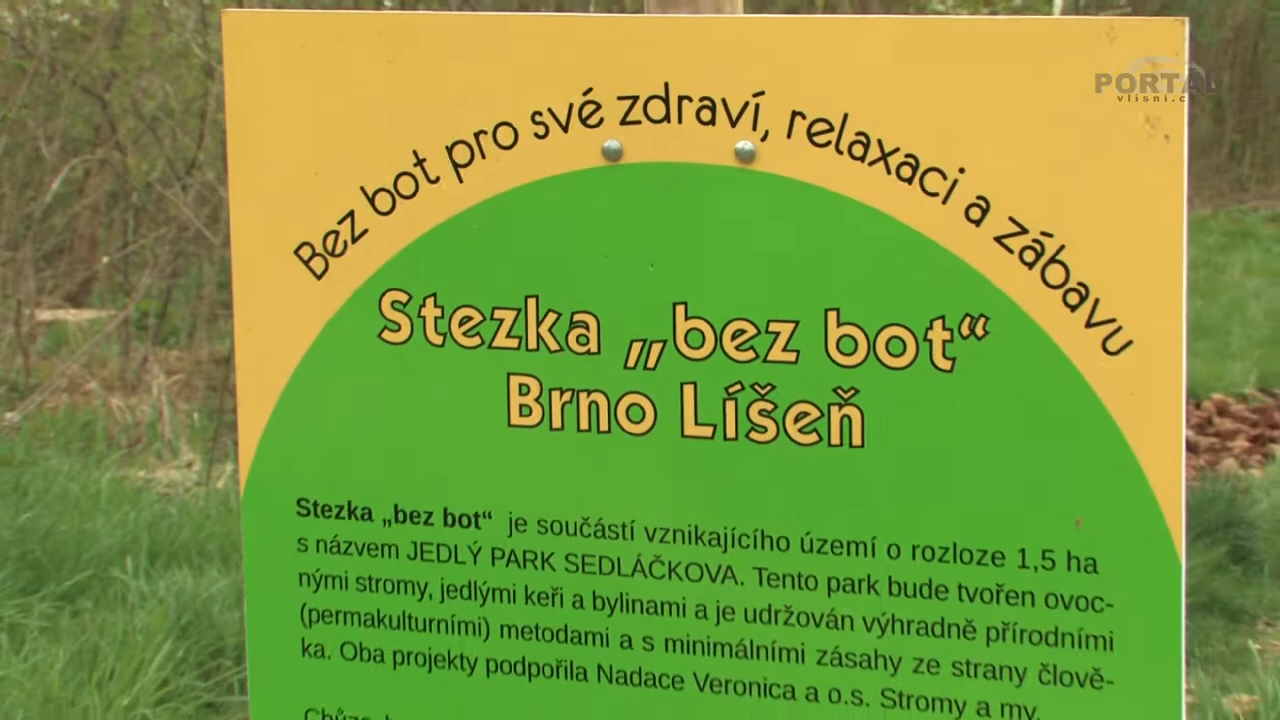 PORTAL
vlisni.c
Bez bot pro své zdraví, relaxaci a zábavu
Stezka „bez bot“
Brno Líšeň
Stezka „bez bot“ je součástí vznikajícího území o rozloze 1,5 ha
s názvem JEDLÝ PARK SEDLÁČKOVA. Tento park bude tvořen ovoc-
nými stromy, jedlými keři a bylinami a je udržován výhradně přírodními
(permakulturními) metodami a s minimálními zásahy ze strany člově-
ka. Oba projekty podpořila Nadace Veronica a o.s. Stromy a my.